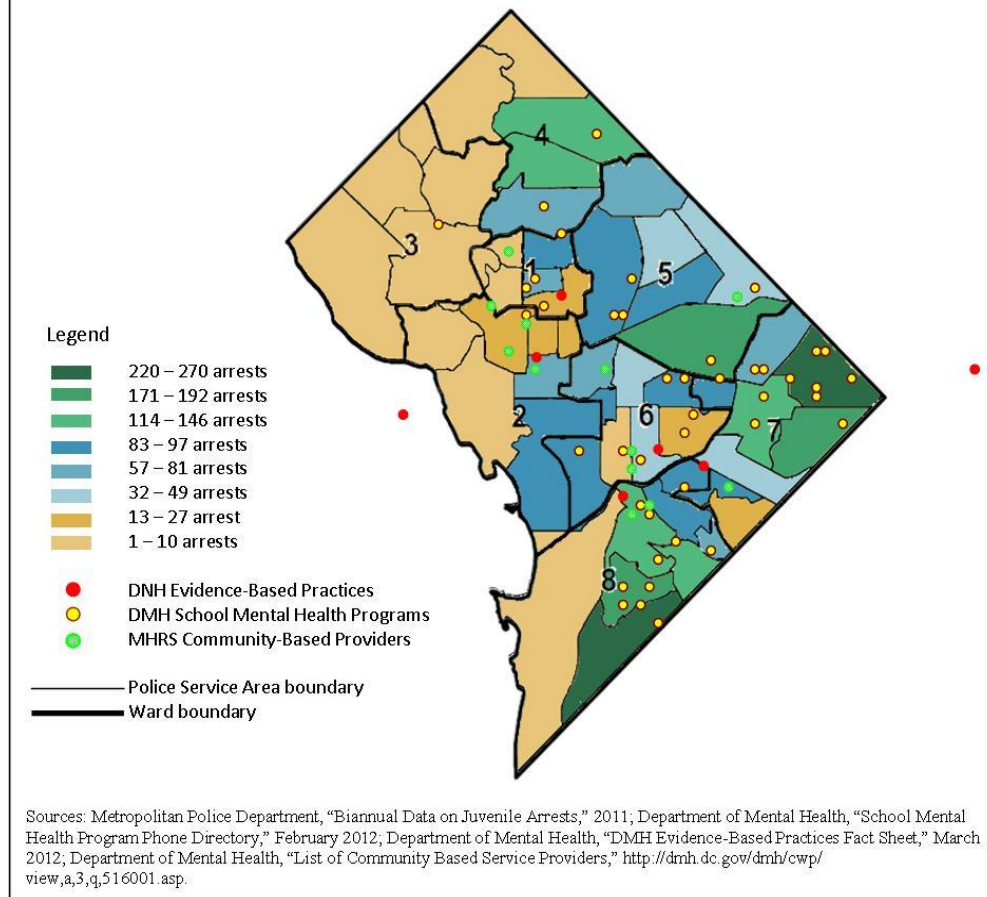 4
3
1
5
2
6
7
8
Legend
220 – 270 arrests
171 – 192 arrests
114 – 146 arrests
83 – 97 arrests
57 – 81 arrests
32 – 49 arrests
13 – 27 arrest
1 – 10 arrests
DNH Evidence-Based Practices
DMH School Mental Health Programs
MHRS Community-Based Providers
Police Service Area boundary
Ward boundary
Sources: Metropolitan Police Department, “Biannual Data on Juvenile Arrests,” 2011; Department of Mental Health, “School Mental
Health Program Phone Directory,” February 2012; Department of Mental Health, “DMH Evidence-Based Practices Fact Sheet,” March
2012; Department of Mental Health, “List of Community Based Service Providers,” http://dmh.dc.gov/dmh/cwp/
view,a,3,q,516001.asp.